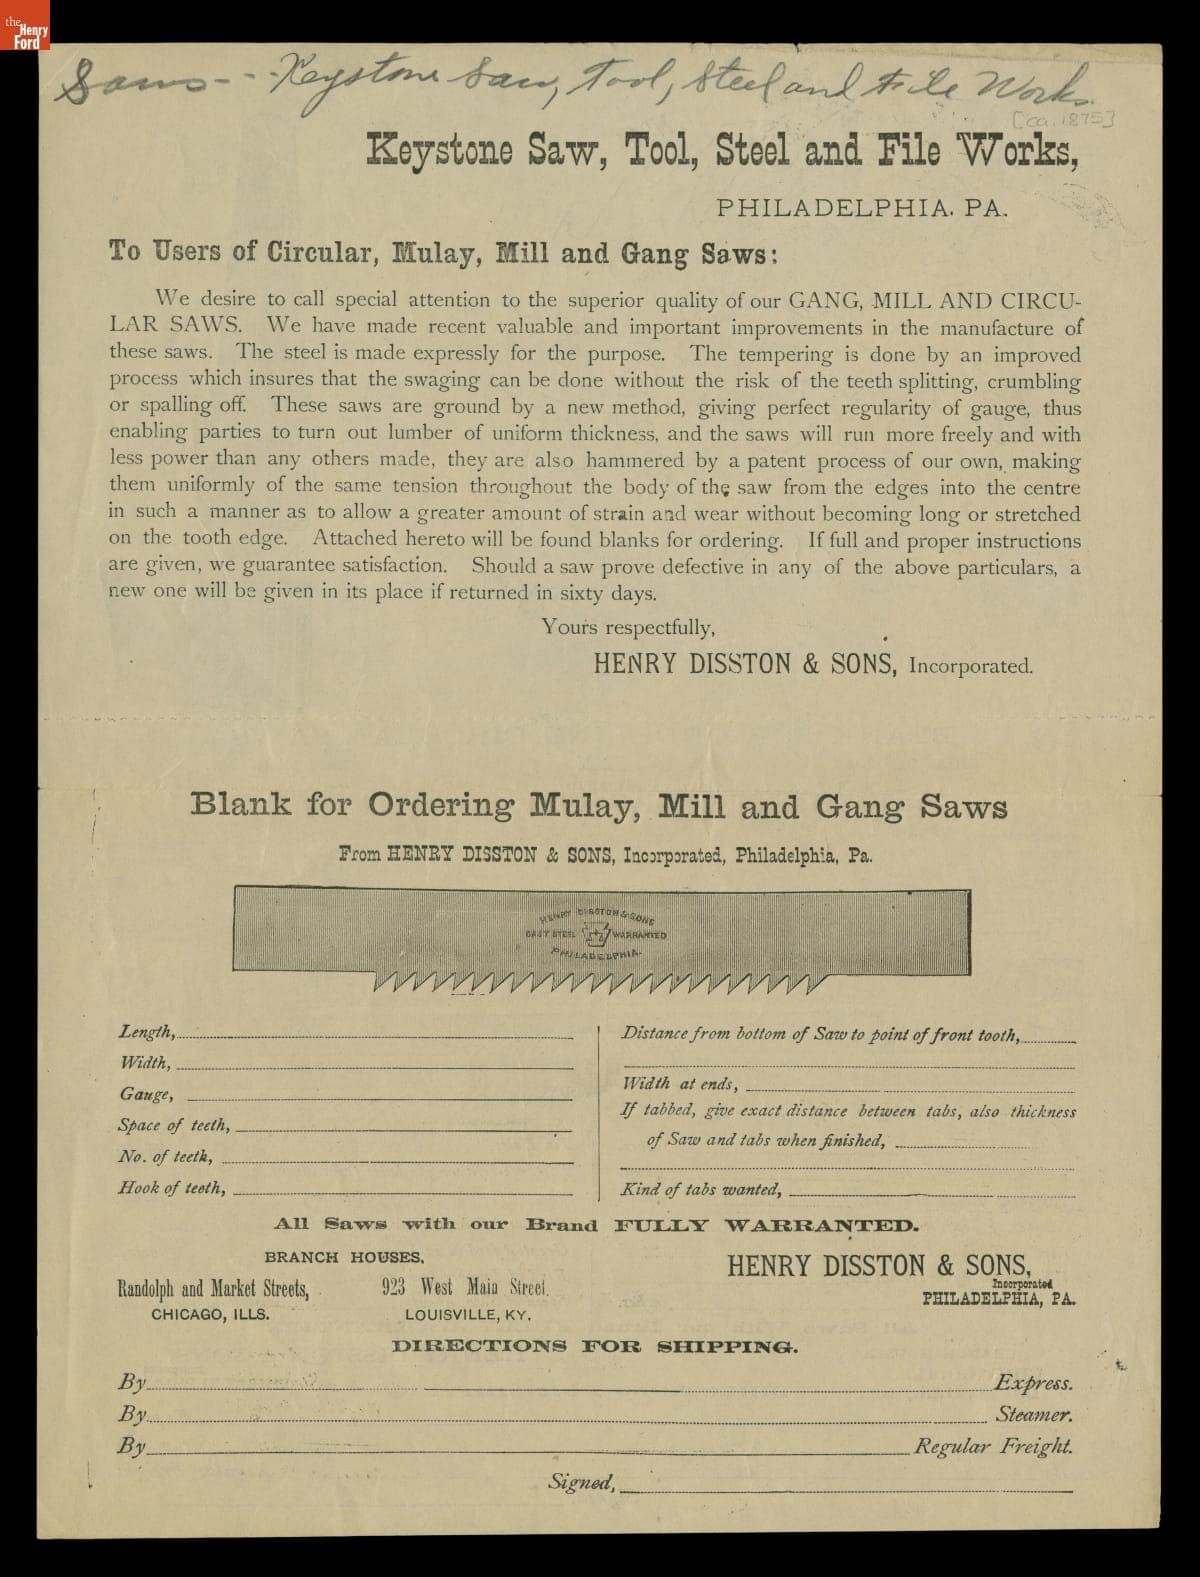 the Henry Ford
Saws - - Keystone Saw, Tool, Steel and File Works
[ca. 1875]
Keystone Saw, Tool, Steel and File Works,
PHILADELPHIA. PA.
To Users of Circular, Mulay, Mill and Gang Saws:
We desire to call special attention to the superior quality of our GANG, MILL AND CIRCU-
LAR SAWS. We have made recent valuable and important improvements in the manufacture of
these saws. The steel is made expressly for the purpose. The tempering is done by an improved
process which insures that the swaging can be done without the risk of the teeth splitting, crumbling
or spalling off. These saws are ground by a new method, giving perfect regularity of gauge, thus
enabling parties to turn out lumber of uniform thickness, and the saws will run more freely and with
less power than any others made, they are also hammered by a patent process of our own, making
them uniformly of the same tension throughout the body of the saw from the edges into the centre
in such a manner as to allow a greater amount of strain and wear without becoming long or stretched
on the tooth edge. Attached hereto will be found blanks for ordering. If full and proper instructions
are given, we guarantee satisfaction. Should a saw prove defective in any of the above particulars, a
new one will be given in its place if returned in sixty days.
Yours respectfully,
HENRY DISSTON & SONS, Incorporated.
Blank for Ordering Mulay, Mill and Gang Saws
From HENRY DISSTON & SONS, Incorporated, Philadelphia, Pa.
HENRY DISSTON & SONS
CAST STEEL WARRANTED
PHILADELPHIA.
Length,
Width,
Gauge,
Space of teeth,
No. of teeth,
Hook of teeth,
Distance from bottom of Saw to point of front tooth,
Width at ends,
If tabbed, give exact distance between tabs, also thickness
of Saw and tabs when finished,
Kind of tabs wanted,
All Saws with our Brand FULLY WARRANTED.
BRANCH HOUSES,
Randolph and Market Streets,
CHICAGO, ILLS.
923 West Main Street,
LOUISVILLE, KY.
HENRY DISSTON & SONS,
Incorporated
PHILADELPHIA, PA.
DIRECTIONS FOR SHIPPING.
By Express.
By Steamer.
By Regular Freight.
Signed,